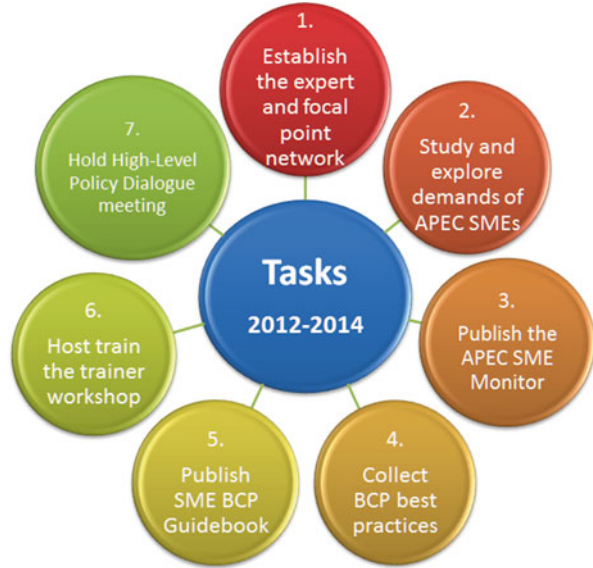 1.
Establish
the expert
and focal
point
network
2.
Study and
explore
demands of
APEC SMEs
3.
Publish the
APEC SME
Monitor
4.
Collect
BCP best
practices
5.
Publish
SME BCP
Guidebook
6.
Host train
the trainer
workshop
7.
Hold High-Level
Policy Dialogue
meeting
Tasks
2012-2014